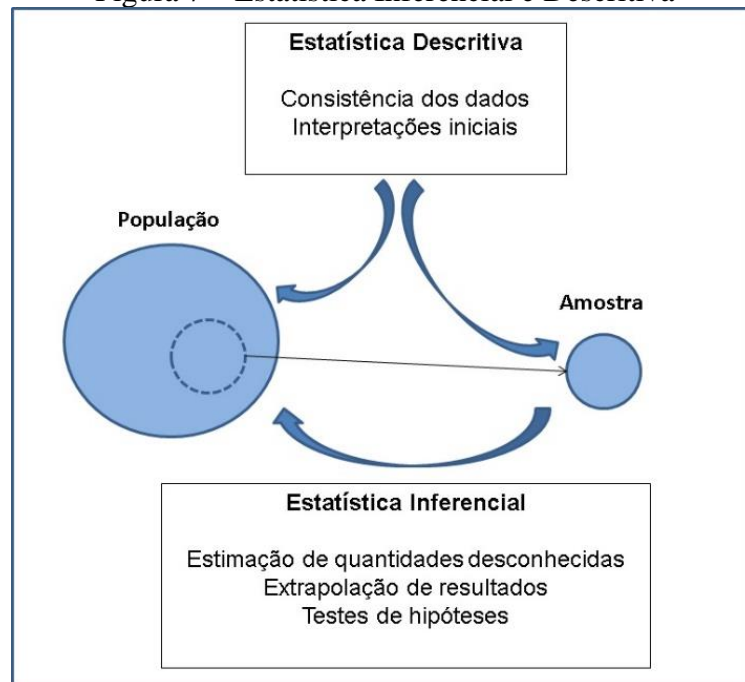 Estatística Descritiva
Consistência dos dados
Interpretações iniciais
População
Amostra
Estatística Inferencial
Estimação de quantidades desconhecidas
Extrapolação de resultados
Testes de hipóteses